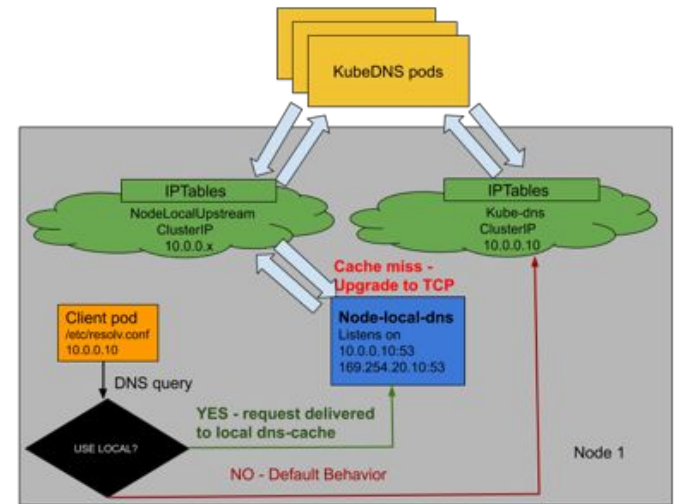 KubeDNS pods
IPTables
NodeLocalUpstream
ClusterIP
10.0.0.x
IPTables
Kube-dns
ClusterIP
10.0.0.10
Cache miss -
Upgrade to TCP
Client pod
/etc/resolv.conf
10.0.0.10
Node-local-dns
Listens on
10.0.0.10:53
169.254.20.10:53
DNS query
YES - request delivered
to local dns-cache
USE LOCAL?
NO - Default Behavior
Node 1